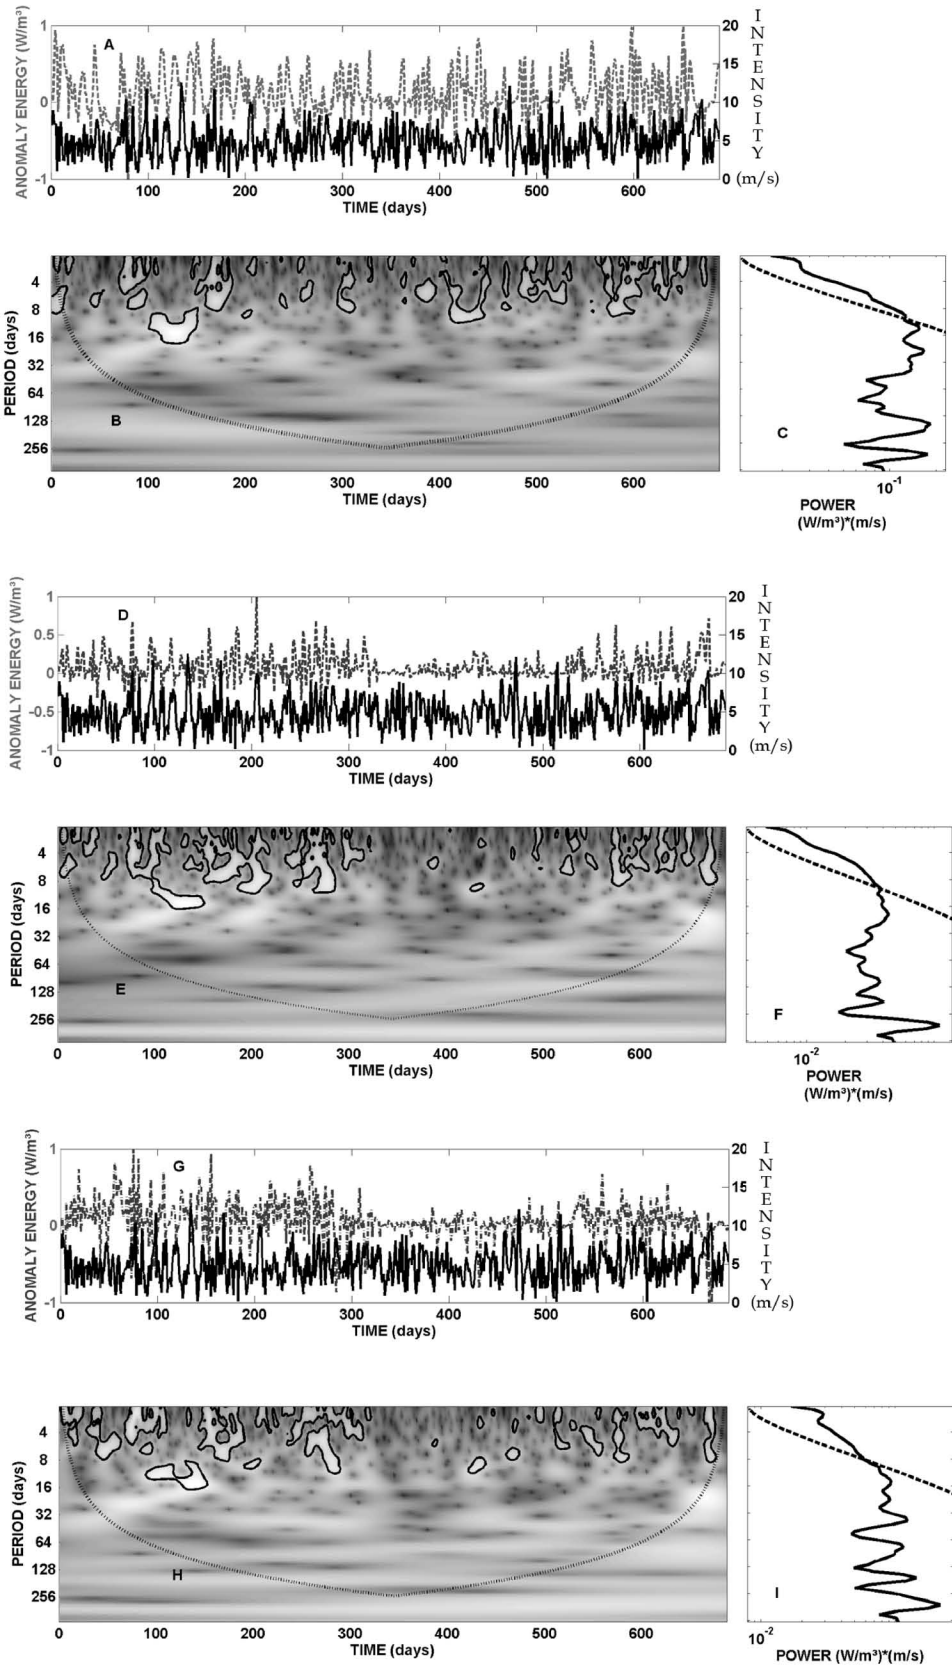 ANOMALY ENERGY (W/m³)
1
0
-1
A
20
15
10
5
0
INTENSITY
(m/s)
0 100 200 300 400 500 600
TIME (days)
PERIOD (days)
4
8
16
32
64
128
256
B
0 100 200 300 400 500 600
TIME (days)
C
10⁻¹
POWER
(W/m³)*(m/s)
ANOMALY ENERGY (W/m³)
1
0.5
0
-0.5
-1
D
20
15
10
5
0
INTENSITY
(m/s)
0 100 200 300 400 500 600
TIME (days)
PERIOD (days)
4
8
16
32
64
128
256
E
0 100 200 300 400 500 600
TIME (days)
F
10⁻²
POWER
(W/m³)*(m/s)
ANOMALY ENERGY (W/m³)
1
0
-1
G
20
15
10
5
0
INTENSITY
(m/s)
0 100 200 300 400 500 600
TIME (days)
PERIOD (days)
4
8
16
32
64
128
256
H
0 100 200 300 400 500 600
TIME (days)
I
10⁻²
POWER (W/m³)*(m/s)